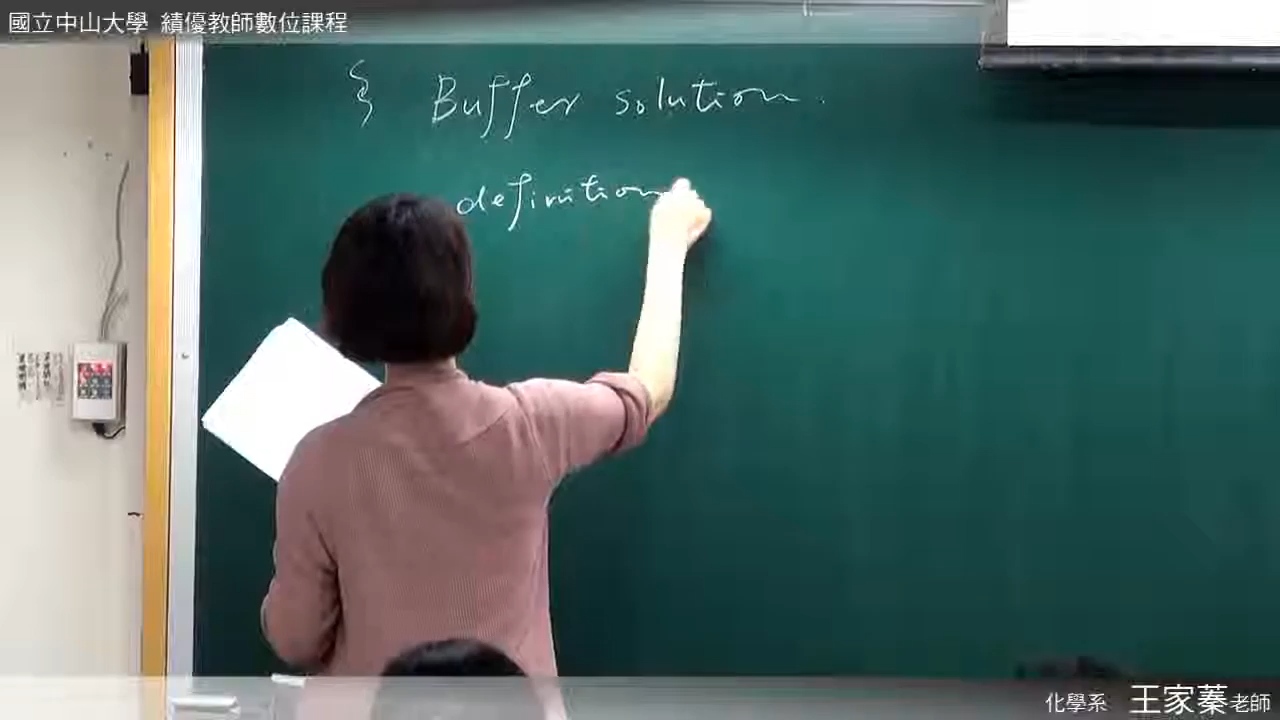 國立中山大學 績優教師數位課程
§ Buffer solution.
definition
化學系 王家蓁老師